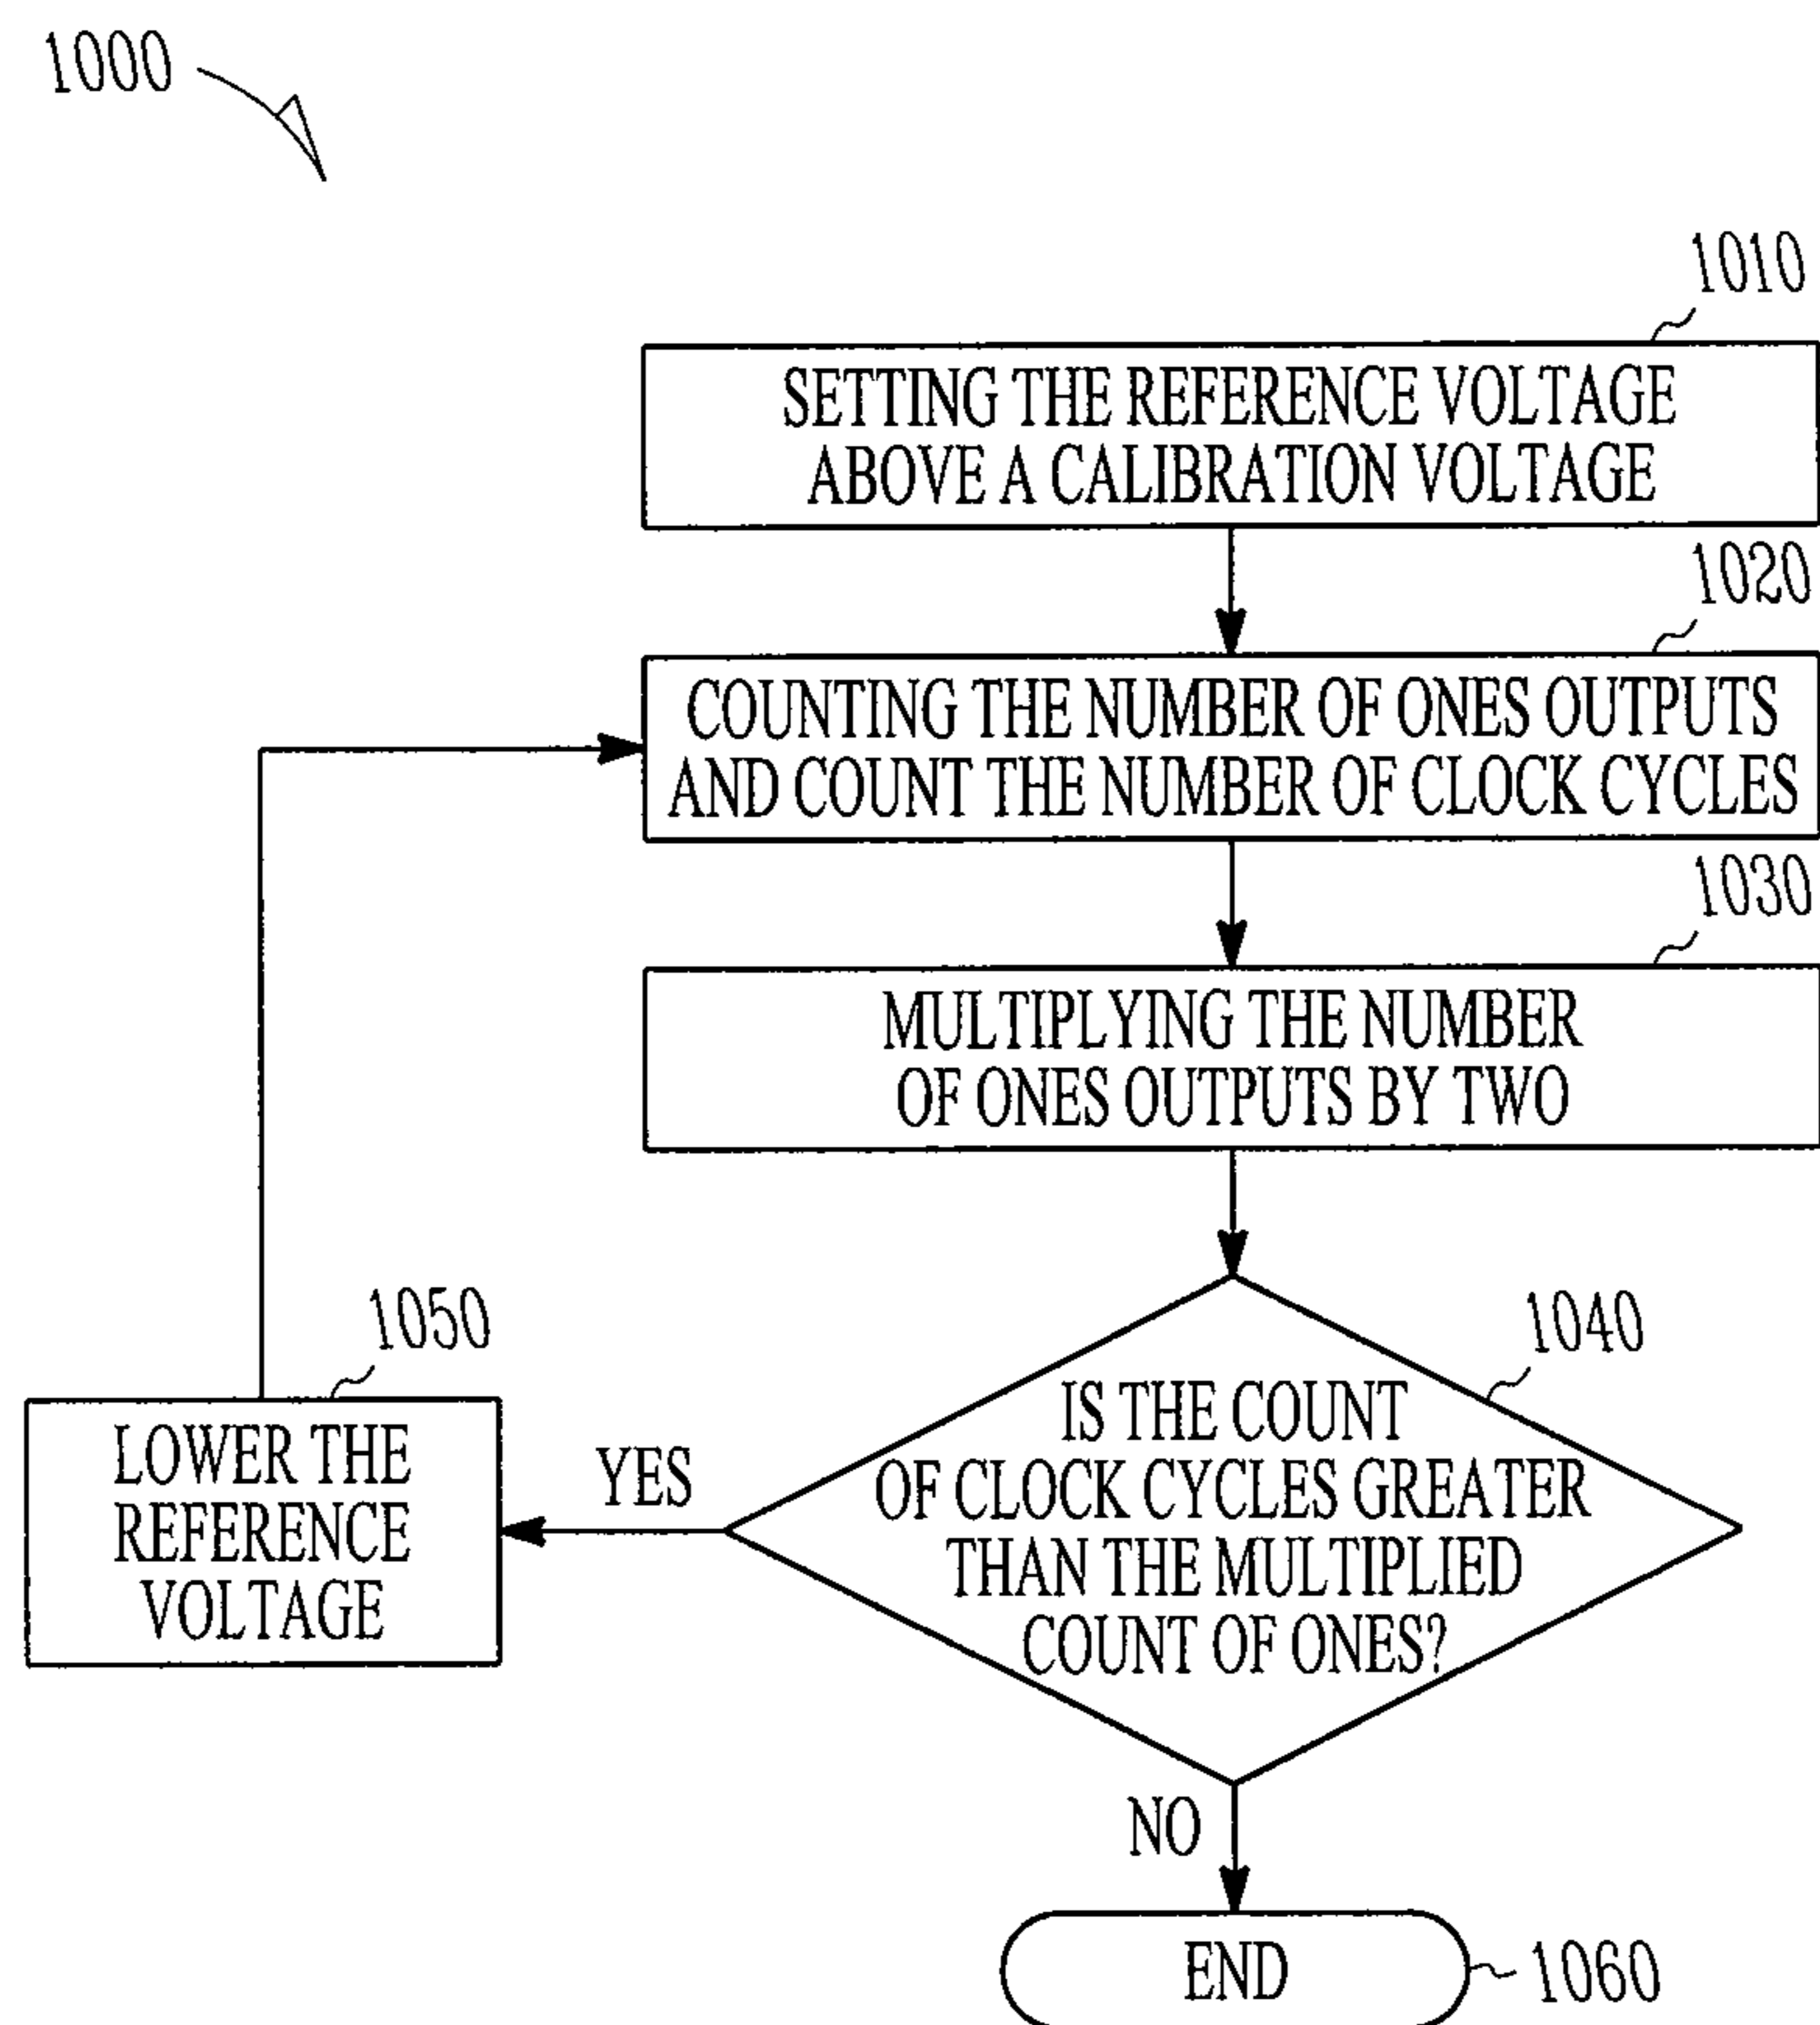 1000
1010
SETTING THE REFERENCE VOLTAGE
ABOVE A CALIBRATION VOLTAGE
1020
COUNTING THE NUMBER OF ONES OUTPUTS
AND COUNT THE NUMBER OF CLOCK CYCLES
1030
MULTIPLYING THE NUMBER
OF ONES OUTPUTS BY TWO
1040
IS THE COUNT
OF CLOCK CYCLES GREATER
THAN THE MULTIPLIED
COUNT OF ONES?
YES
1050
LOWER THE
REFERENCE
VOLTAGE
NO
END
1060